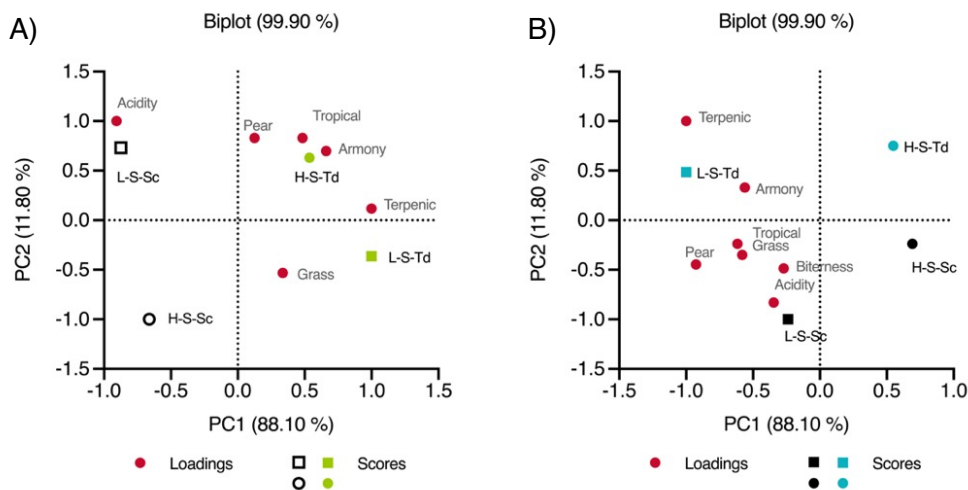 A)
Biplot (99.90 %)
1.5
1.0
0.5
0.0
-0.5
-1.0
-1.5
PC2 (11.80 %)
Acidity
L-S-Sc
Pear
Tropical
Armony
H-S-Td
Terpenic
L-S-Td
Grass
H-S-Sc
-1.0 -0.5 0.0 0.5 1.0 1.5
PC1 (88.10 %)
Loadings Scores
B)
Biplot (99.90 %)
1.5
1.0
0.5
0.0
-0.5
-1.0
-1.5
PC2 (11.80 %)
Terpenic
H-S-Td
L-S-Td
Armony
Tropical
Grass
Pear
Biterness
H-S-Sc
Acidity
L-S-Sc
-1.0 -0.5 0.0 0.5 1.0
PC1 (88.10 %)
Loadings Scores